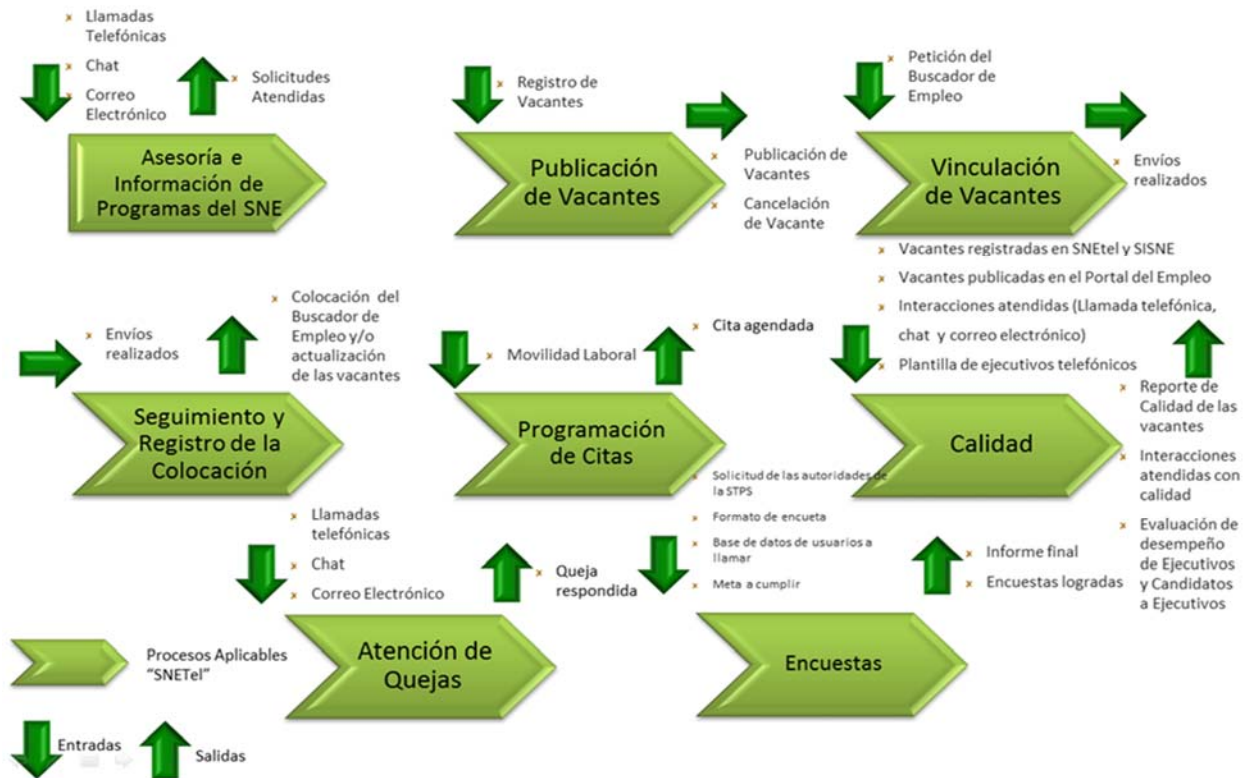 Llamadas
Telefónicas
Chat
Correo
Electrónico
Solicitudes
Atendidas
Asesoría e
Información de
Programas del SNE
Registro de
Vacantes
Publicación
de Vacantes
Publicación de
Vacantes
Cancelación
de Vacante
Petición del
Buscador de
Empleo
Vinculación
de Vacantes
Envíos
realizados
Envíos
realizados
Colocación del
Buscador de
Empleo y/o
actualización
de las vacantes
Seguimiento y
Registro de la
Colocación
Movilidad Laboral
Cita agendada
Programación
de Citas
Vacantes registradas en SNEtel y SISNE
Vacantes publicadas en el Portal del Empleo
Interacciones atendidas (Llamada telefónica,
chat y correo electrónico)
Plantilla de ejecutivos telefónicos
Calidad
Reporte de
Calidad de las
vacantes
Interacciones
atendidas con
calidad
Evaluación de
desempeño
de Ejecutivos
y Candidatos
a Ejecutivos
Llamadas
telefónicas
Chat
Correo Electrónico
Queja
respondida
Atención de
Quejas
Solicitud de las autoridades de
la STPS
Formato de encueta
Base de datos de usuarios a
llamar
Meta a cumplir
Informe final
Encuestas logradas
Encuestas
Procesos Aplicables
"SNETel"
Entradas
Salidas